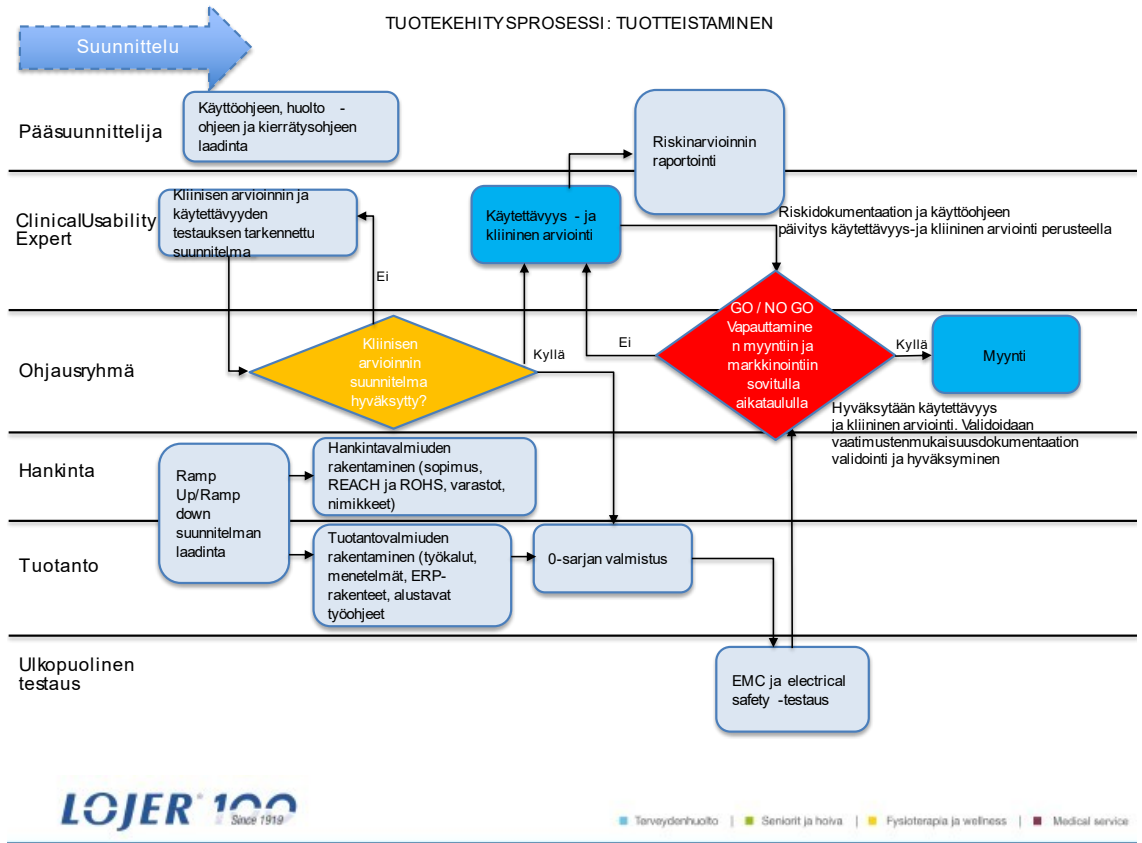 TUOTEKEHITYSPROSESSI: TUOTTEISTAMINEN
Suunnittelu
Pääsuunnittelija
Käyttöohjeen, huolto -
ohjeen ja kierrätysohjeen
laadinta
Riskinarvioinnin
raportointi
ClinicalUsability
Expert
Kliinisen arvioinnin ja
käytettävyyden
testauksen tarkennettu
suunnitelma
Käytettävyys - ja
kliininen arviointi
Riskidokumentaation ja käyttöohjeen
päivitys käytettävyys-ja kliininen arviointi perusteella
Ei
Ohjausryhmä
Kliinisen
arvioinnin
suunnitelma
hyväksytty?
Kyllä
Ei
GO / NO GO
Vapauttamine
n myyntiin ja
markkinointiin
sovitulla
aikataululla
Kyllä
Myynti
Hyväksytään käytettävyys
ja kliininen arviointi. Validoidaan
vaatimustenmukaisuusdokumentaation
validointi ja hyväksyminen
Hankinta
Ramp
Up/Ramp
down
suunnitelman
laadinta
Hankintavalmiuden
rakentaminen (sopimus,
REACH ja ROHS, varastot,
nimikkeet)
Tuotanto
Tuotantovalmiuden
rakentaminen (työkalut,
menetelmät, ERP-
rakenteet, alustavat
työohjeet
0-sarjan valmistus
Ulkopuolinen
testaus
EMC ja electrical
safety -testaus
LOJER 100
Since 1919
Terveydenhuolto | Seniorit ja hoiva | Fysioterapia ja wellness | Medical service